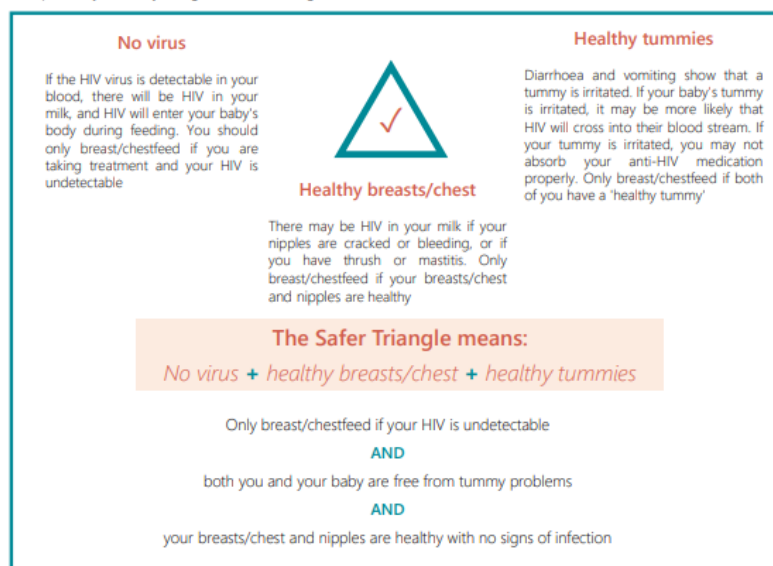 No virus
If the HIV virus is detectable in your
blood, there will be HIV in your
milk, and HIV will enter your baby's
body during feeding. You should
only breast/chestfeed if you are
taking treatment and your HIV is
undetectable
Healthy breasts/chest
There may be HIV in your milk if your
nipples are cracked or bleeding, or if
you have thrush or mastitis. Only
breast/chestfeed if your breasts/chest
and nipples are healthy
Healthy tummies
Diarrhoea and vomiting show that a
tummy is irritated. If your baby's tummy
is irritated, it may be more likely that
HIV will cross into their blood stream. If
your tummy is irritated, you may not
absorb your anti-HIV medication
properly. Only breast/chestfeed if both
of you have a 'healthy tummy'
The Safer Triangle means:
No virus + healthy breasts/chest + healthy tummies
Only breast/chestfeed if your HIV is undetectable
AND
both you and your baby are free from tummy problems
AND
your breasts/chest and nipples are healthy with no signs of infection